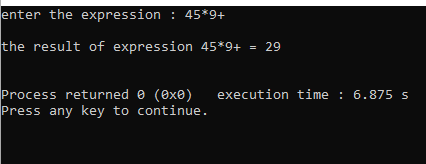 enter the expression : 45*9+
the result of expression 45*9+ = 29
Process returned 0 (0x0)   execution time : 6.875 s
Press any key to continue.